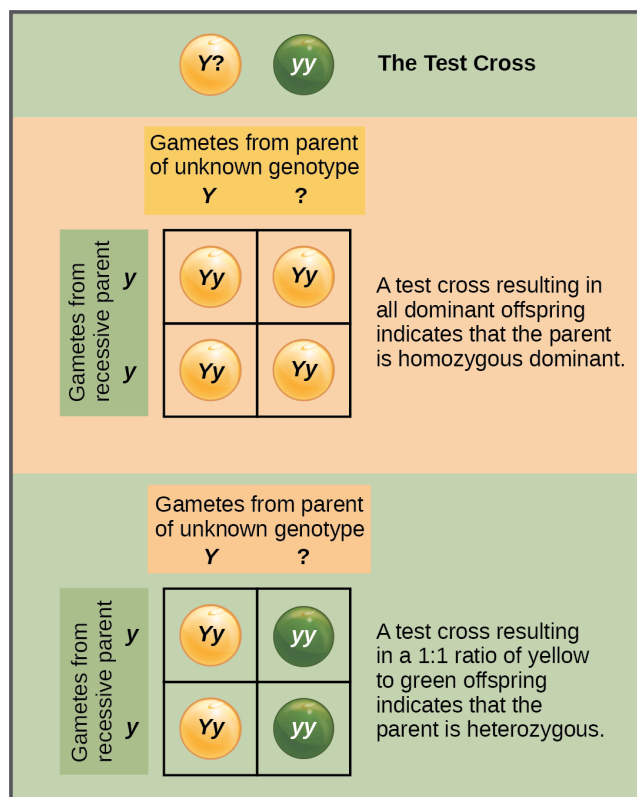 Y? yy The Test Cross
Gametes from parent
of unknown genotype
Y ?
Gametes from
recessive parent
y
y
Yy Yy
Yy Yy
A test cross resulting in
all dominant offspring
indicates that the parent
is homozygous dominant.
Gametes from parent
of unknown genotype
Y ?
Gametes from
recessive parent
y
y
Yy yy
Yy yy
A test cross resulting
in a 1:1 ratio of yellow
to green offspring
indicates that the
parent is heterozygous.